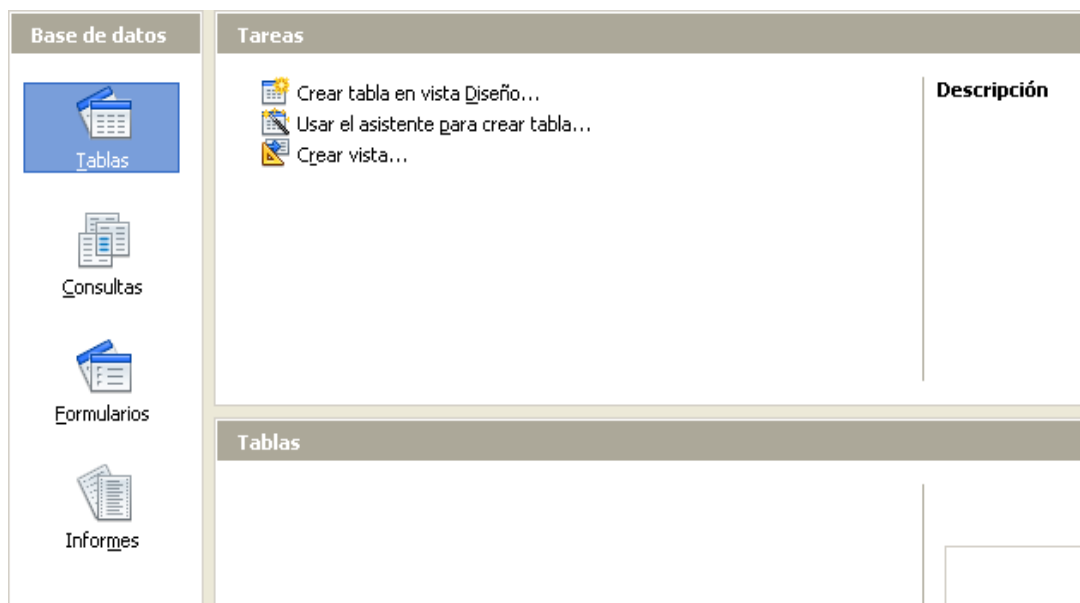 Base de datos
Tablas
Consultas
Formularios
Informes
Tareas
Crear tabla en vista Diseño...
Usar el asistente para crear tabla...
Crear vista...
Descripción
Tablas